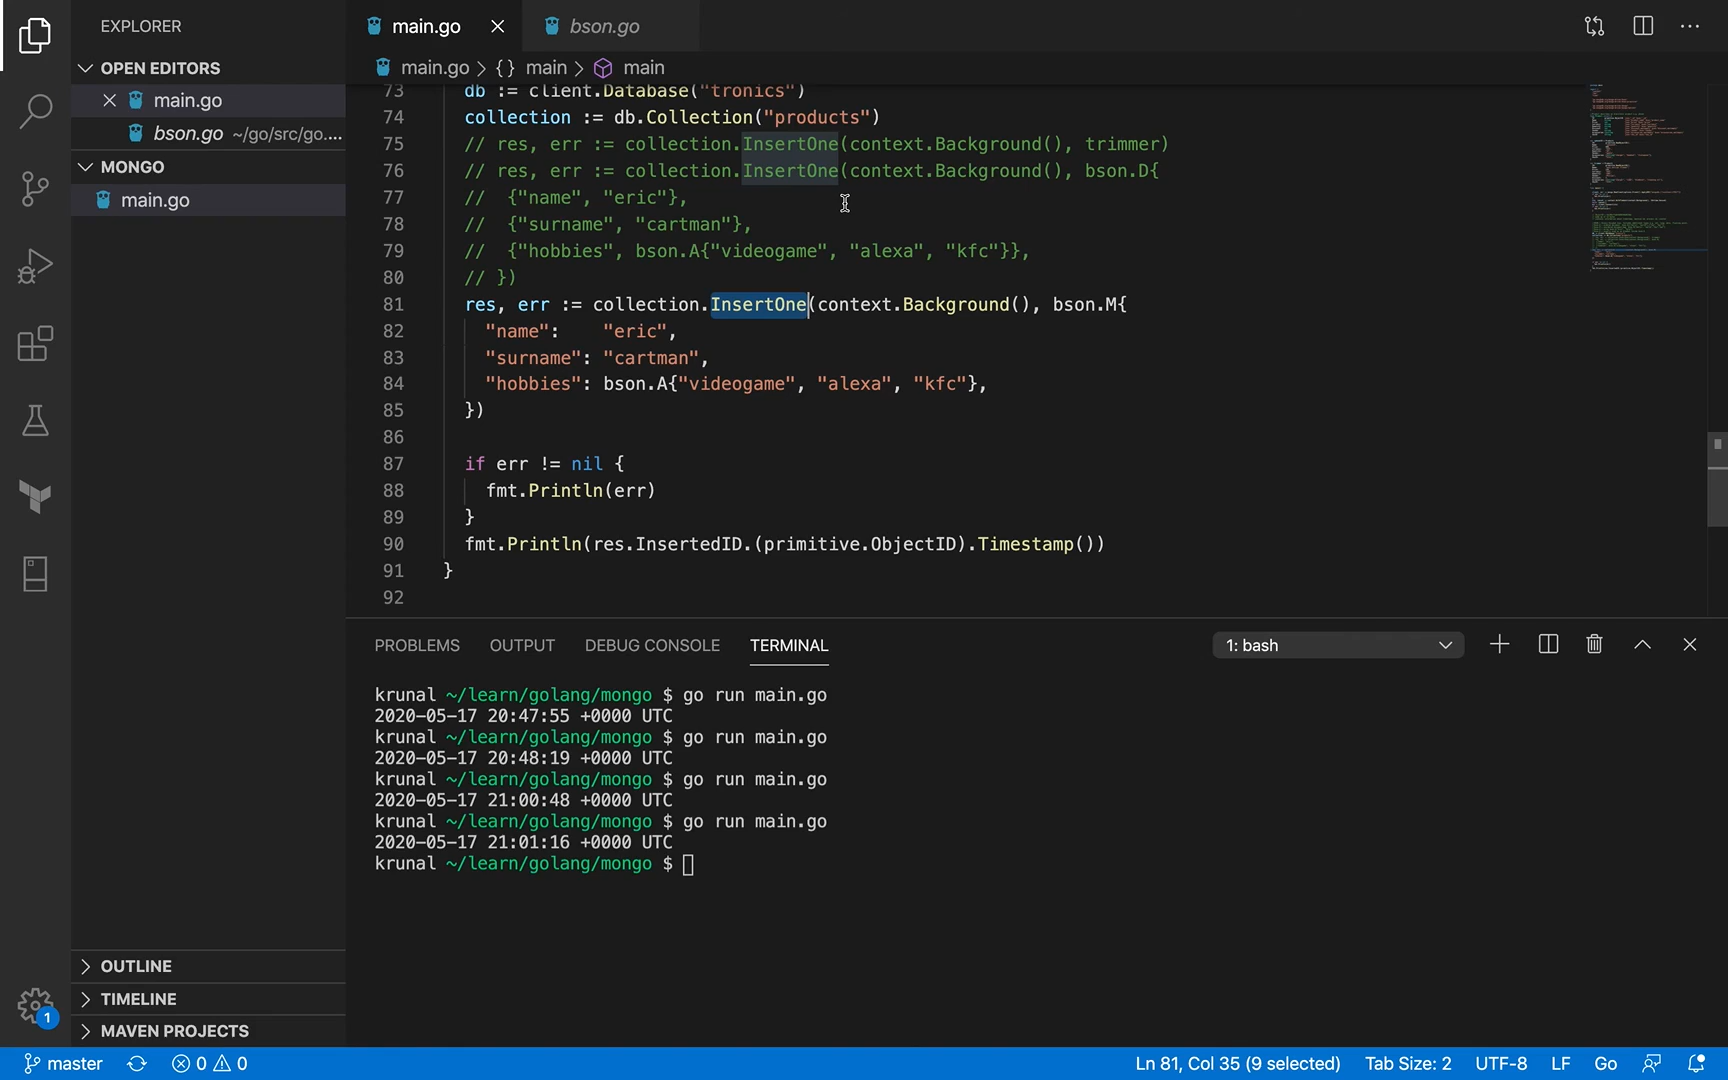 EXPLORER
OPEN EDITORS
main.go
bson.go ~/go/src/go....
MONGO
main.go
OUTLINE
TIMELINE
MAVEN PROJECTS
1
main.go
bson.go
main.go > {} main > main
73 db := client.Database("tronics")
74 collection := db.Collection("products")
75 // res, err := collection.InsertOne(context.Background(), trimmer)
76 // res, err := collection.InsertOne(context.Background(), bson.D{
77 // {"name", "eric"},
78 // {"surname", "cartman"},
79 // {"hobbies", bson.A{"videogame", "alexa", "kfc"}},
80 // })
81 res, err := collection.InsertOne(context.Background(), bson.M{
82 "name": "eric",
83 "surname": "cartman",
84 "hobbies": bson.A{"videogame", "alexa", "kfc"},
85 })
86
87 if err != nil {
88 fmt.Println(err)
89 }
90 fmt.Println(res.InsertedID.(primitive.ObjectID).Timestamp())
91 }
92
PROBLEMS OUTPUT DEBUG CONSOLE TERMINAL 1: bash
krunal ~/learn/golang/mongo $ go run main.go
2020-05-17 20:47:55 +0000 UTC
krunal ~/learn/golang/mongo $ go run main.go
2020-05-17 20:48:19 +0000 UTC
krunal ~/learn/golang/mongo $ go run main.go
2020-05-17 21:00:48 +0000 UTC
krunal ~/learn/golang/mongo $ go run main.go
2020-05-17 21:01:16 +0000 UTC
krunal ~/learn/golang/mongo $
master 0 0 Ln 81, Col 35 (9 selected) Tab Size: 2 UTF-8 LF Go